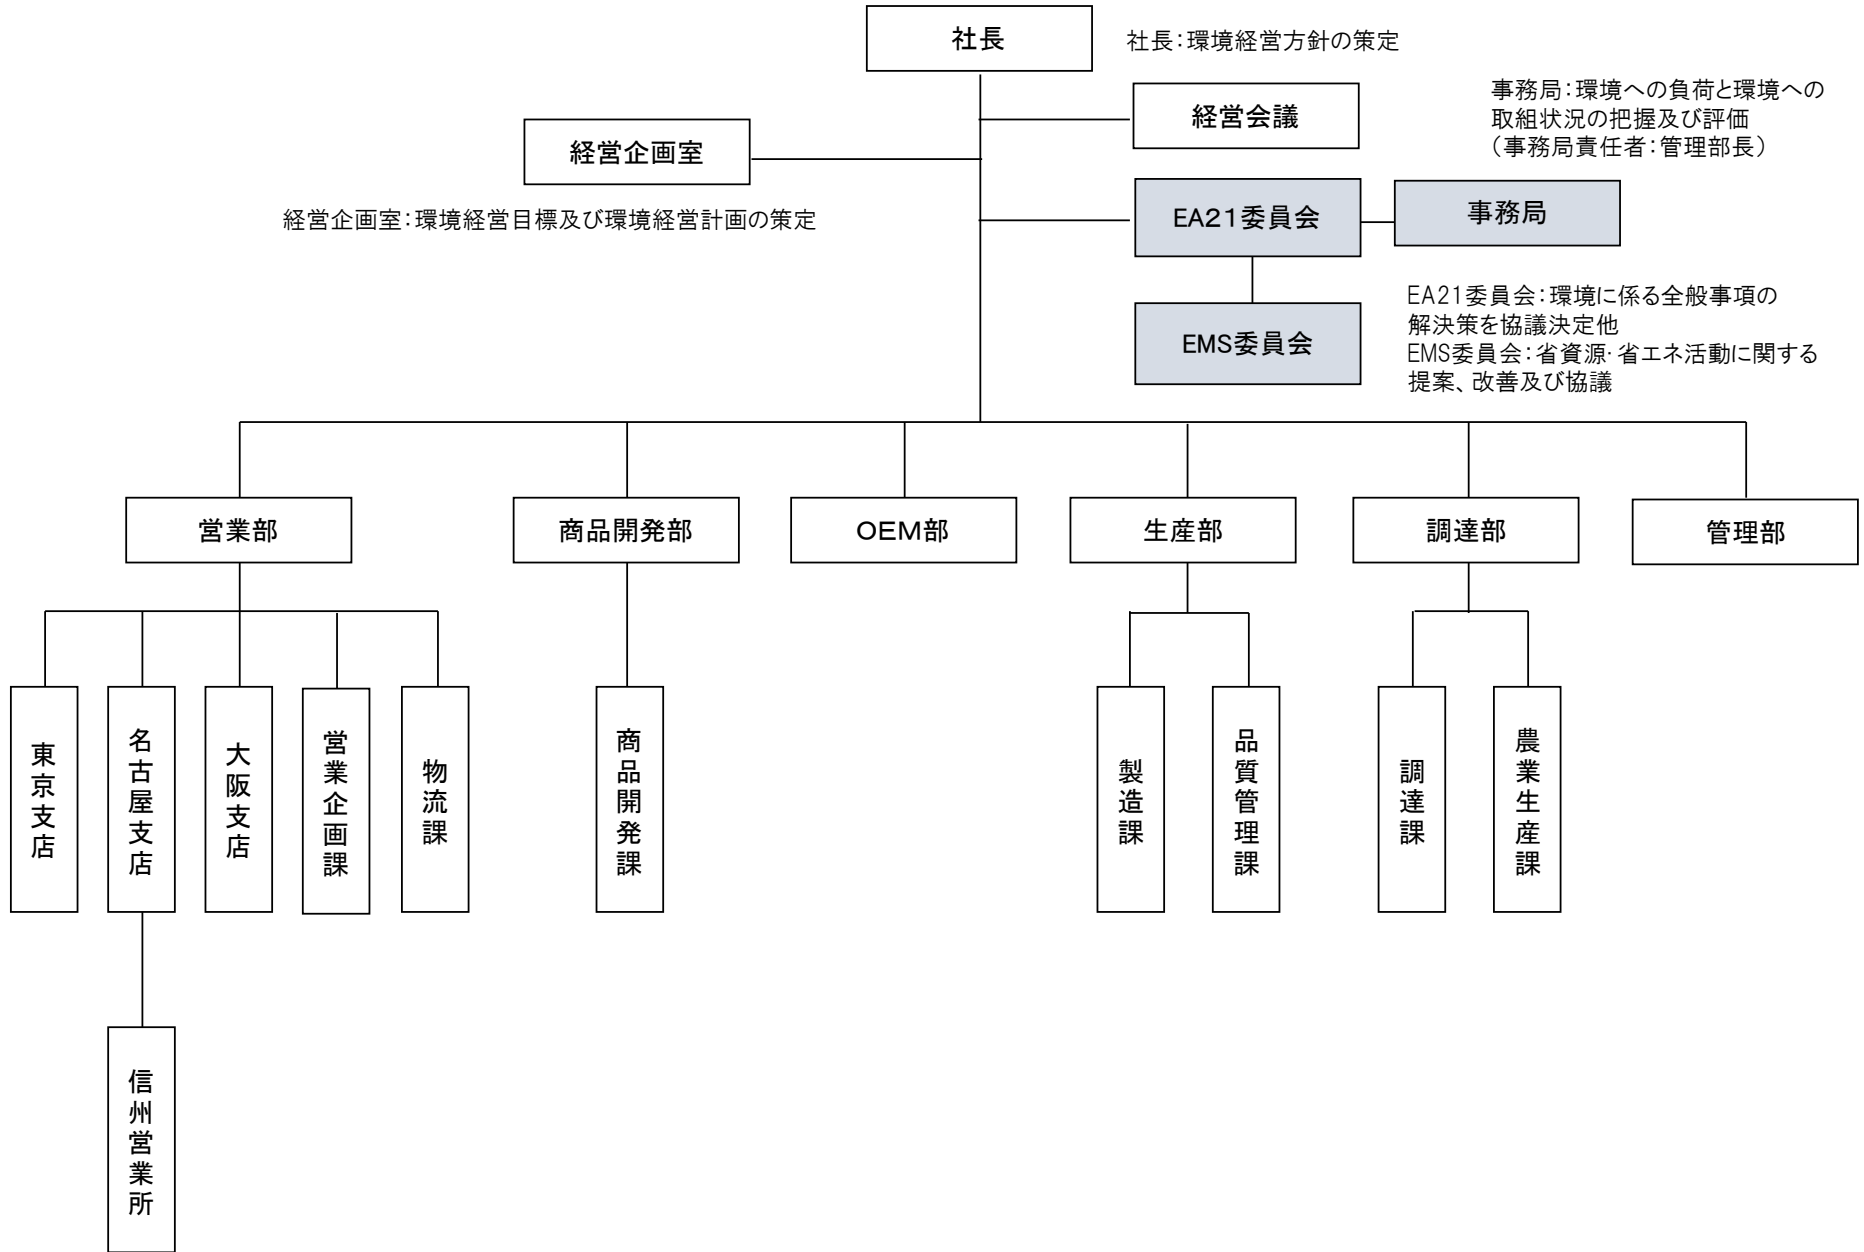 社長
社長：環境経営方針の策定
経営会議
事務局：環境への負荷と環境への
取組状況の把握及び評価
（事務局責任者：管理部長）
経営企画室
経営企画室：環境経営目標及び環境経営計画の策定
EA21委員会
事務局
EMS委員会
EA21委員会：環境に係る全般事項の
解決策を協議決定他
EMS委員会：省資源･省エネ活動に関する
提案、改善及び協議
営業部
商品開発部
OEM部
生産部
調達部
管理部
東京支店
名古屋支店
大阪支店
営業企画課
物流課
商品開発課
製造課
品質管理課
調達課
農業生産課
信州営業所